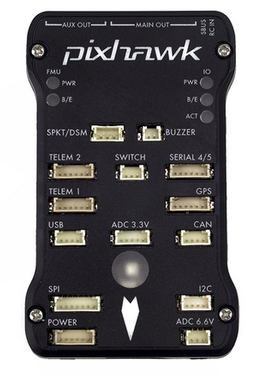 AUX OUT MAIN OUT SBUS RC IN
pixhawk
FMU IO
PWR PWR
B/E B/E
ACT
SPKT/DSM BUZZER
TELEM 2 SWITCH SERIAL 4/5
TELEM 1 GPS
USB ADC 3.3V CAN
SPI I2C
POWER ADC 6.6V